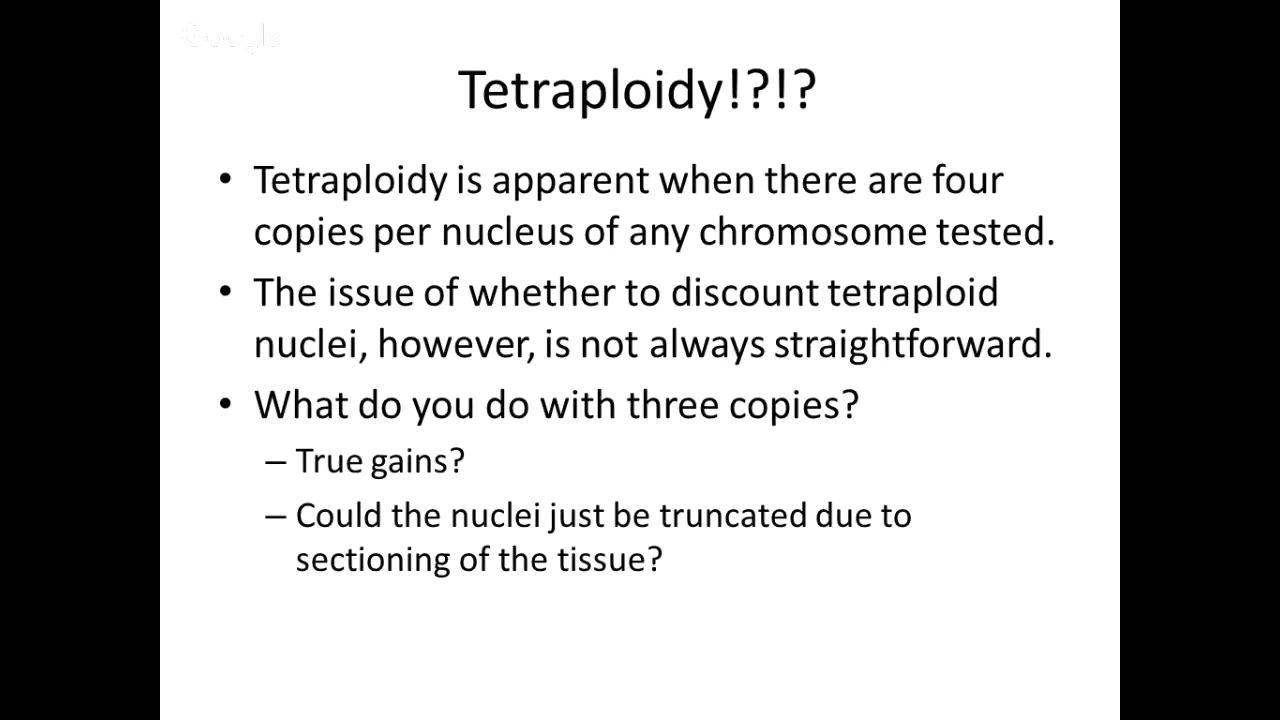 Google
Tetraploidy!?!?
• Tetraploidy is apparent when there are four
copies per nucleus of any chromosome tested.
• The issue of whether to discount tetraploid
nuclei, however, is not always straightforward.
• What do you do with three copies?
– True gains?
– Could the nuclei just be truncated due to
sectioning of the tissue?